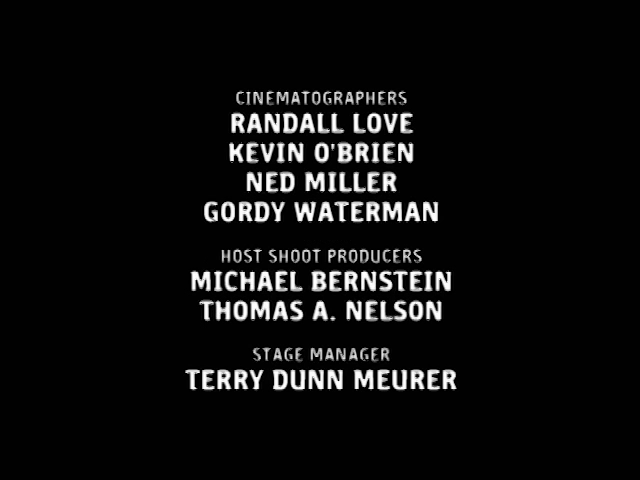 CINEMATOGRAPHERS
RANDALL LOVE
KEVIN O'BRIEN
NED MILLER
GORDY WATERMAN
HOST SHOOT PRODUCERS
MICHAEL BERNSTEIN
THOMAS A. NELSON
STAGE MANAGER
TERRY DUNN MEURER